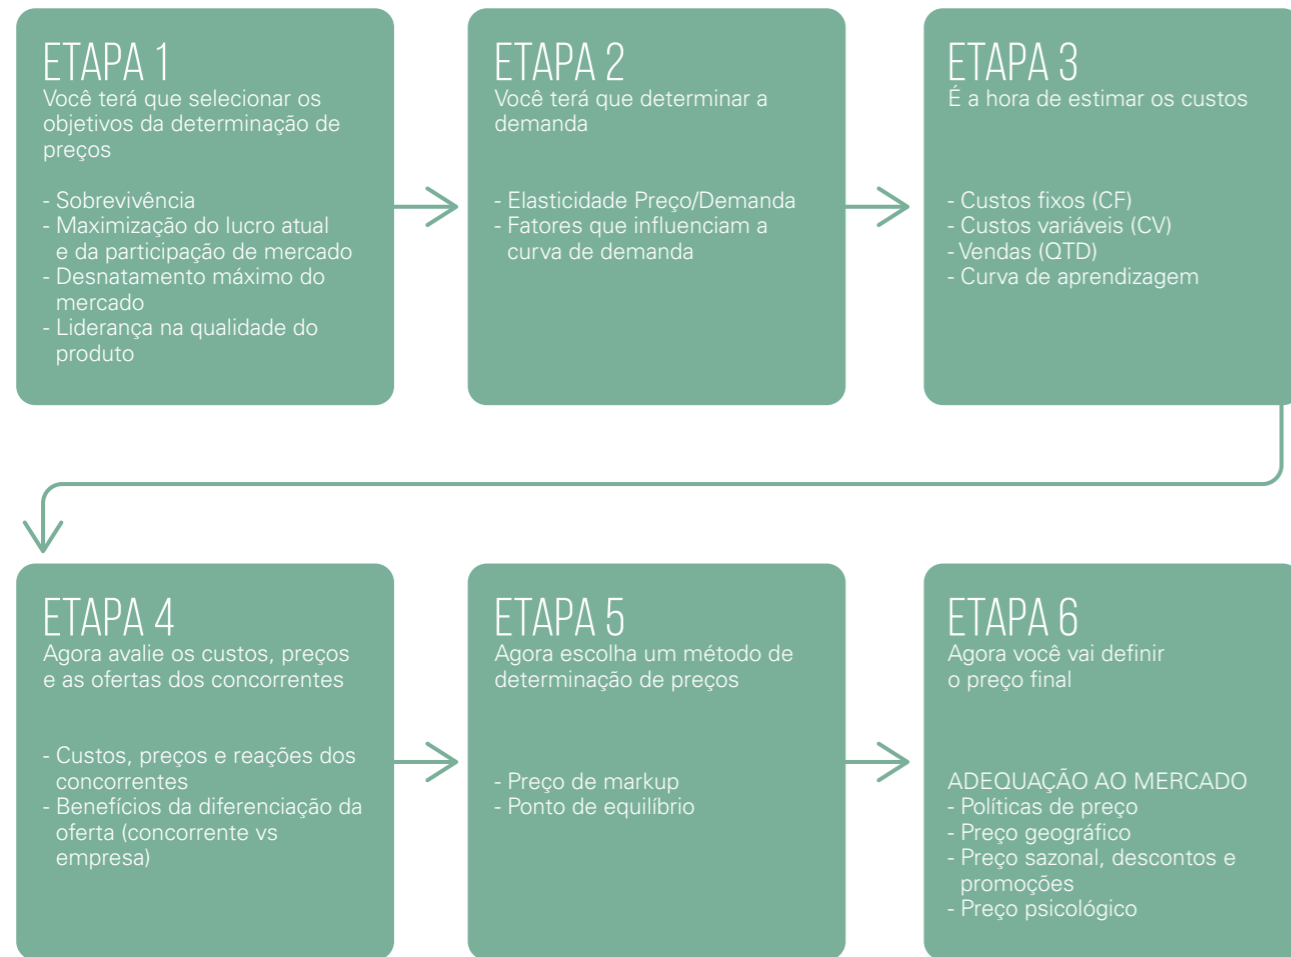 ETAPA 1
Você terá que selecionar os
objetivos da determinação de
preços
- Sobrevivência
- Maximização do lucro atual
e da participação de mercado
- Desnatamento máximo do
mercado
- Liderança na qualidade do
produto
ETAPA 2
Você terá que determinar a
demanda
- Elasticidade Preço/Demanda
- Fatores que influenciam a
curva de demanda
ETAPA 3
É a hora de estimar os custos
- Custos fixos (CF)
- Custos variáveis (CV)
- Vendas (QTD)
- Curva de aprendizagem
ETAPA 4
Agora avalie os custos, preços
e as ofertas dos concorrentes
- Custos, preços e reações dos
concorrentes
- Benefícios da diferenciação da
oferta (concorrente vs
empresa)
ETAPA 5
Agora escolha um método de
determinação de preços
- Preço de markup
- Ponto de equilíbrio
ETAPA 6
Agora você vai definir
o preço final
ADEQUAÇÃO AO MERCADO
- Políticas de preço
- Preço geográfico
- Preço sazonal, descontos e
promoções
- Preço psicológico